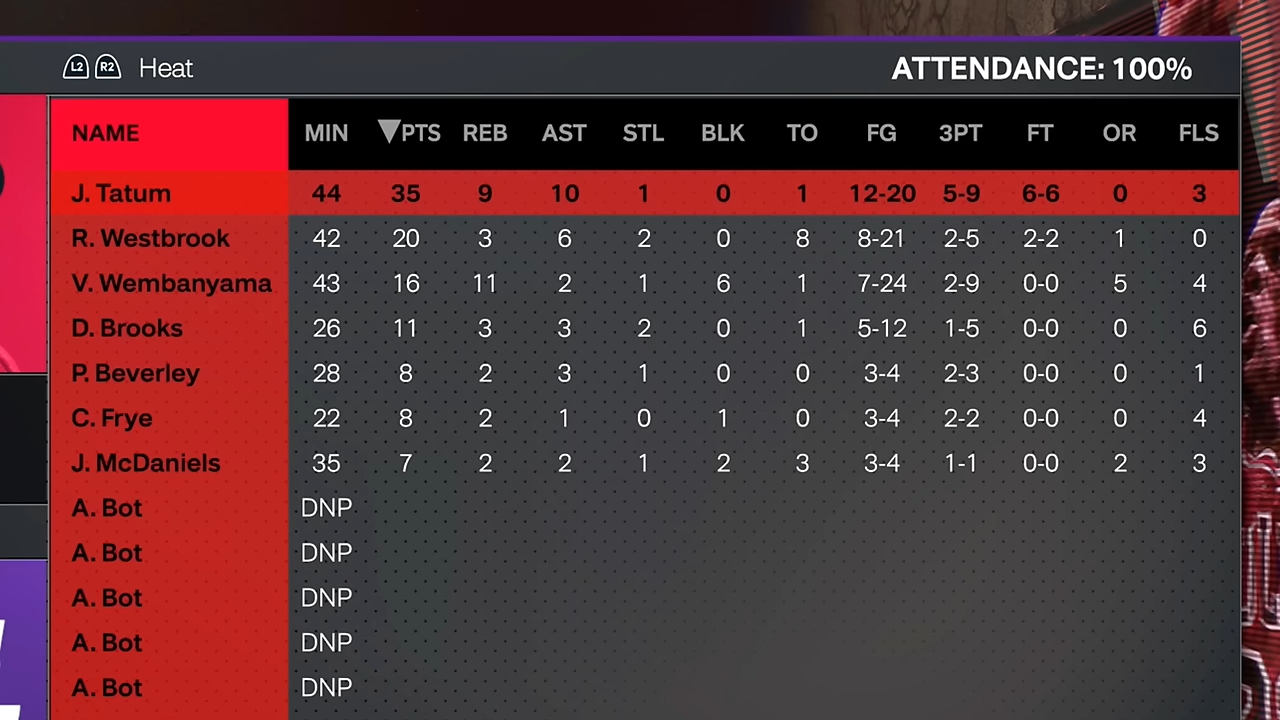 L2 R2 Heat ATTENDANCE: 100%
NAME MIN ▼PTS REB AST STL BLK TO FG 3PT FT OR FLS
J. Tatum 44 35 9 10 1 0 1 12-20 5-9 6-6 0 3
R. Westbrook 42 20 3 6 2 0 8 8-21 2-5 2-2 1 0
V. Wembanyama 43 16 11 2 1 6 1 7-24 2-9 0-0 5 4
D. Brooks 26 11 3 3 2 0 1 5-12 1-5 0-0 0 6
P. Beverley 28 8 2 3 1 0 0 3-4 2-3 0-0 0 1
C. Frye 22 8 2 1 0 1 0 3-4 2-2 0-0 0 4
J. McDaniels 35 7 2 2 1 2 3 3-4 1-1 0-0 2 3
A. Bot DNP
A. Bot DNP
A. Bot DNP
A. Bot DNP
A. Bot DNP